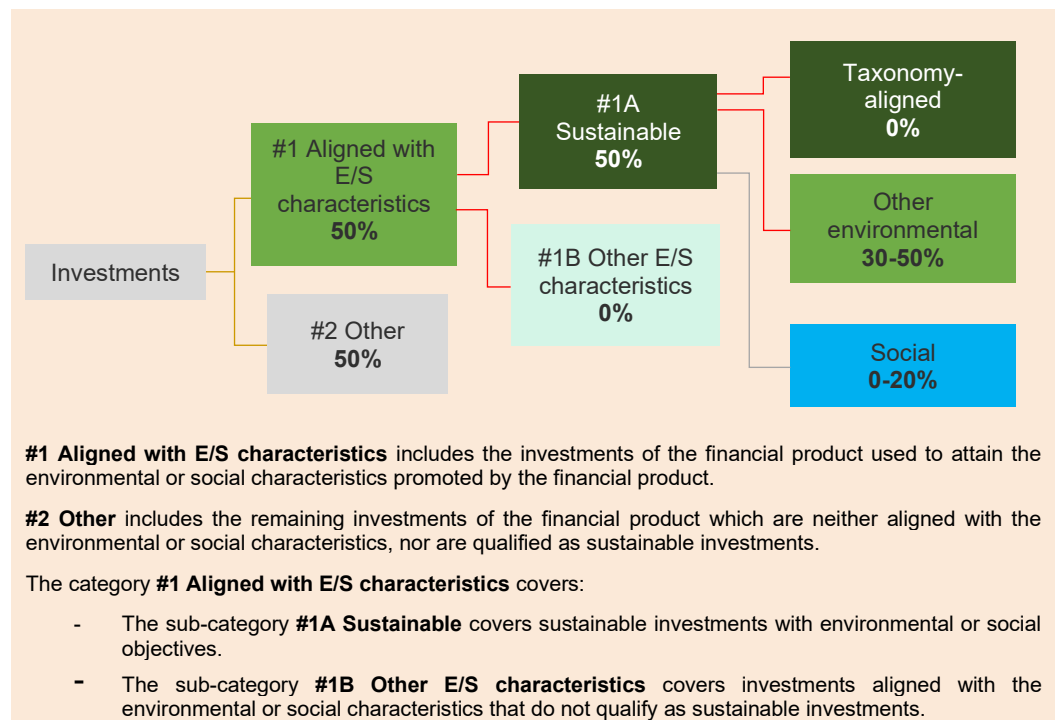 Investments
#1 Aligned with
E/S
characteristics
50%
#2 Other
50%
#1A
Sustainable
50%
#1B Other E/S
characteristics
0%
Taxonomy-
aligned
0%
Other
environmental
30-50%
Social
0-20%
#1 Aligned with E/S characteristics includes the investments of the financial product used to attain the
environmental or social characteristics promoted by the financial product.
#2 Other includes the remaining investments of the financial product which are neither aligned with the
environmental or social characteristics, nor are qualified as sustainable investments.
The category #1 Aligned with E/S characteristics covers:
- The sub-category #1A Sustainable covers sustainable investments with environmental or social
objectives.
- The sub-category #1B Other E/S characteristics covers investments aligned with the
environmental or social characteristics that do not qualify as sustainable investments.